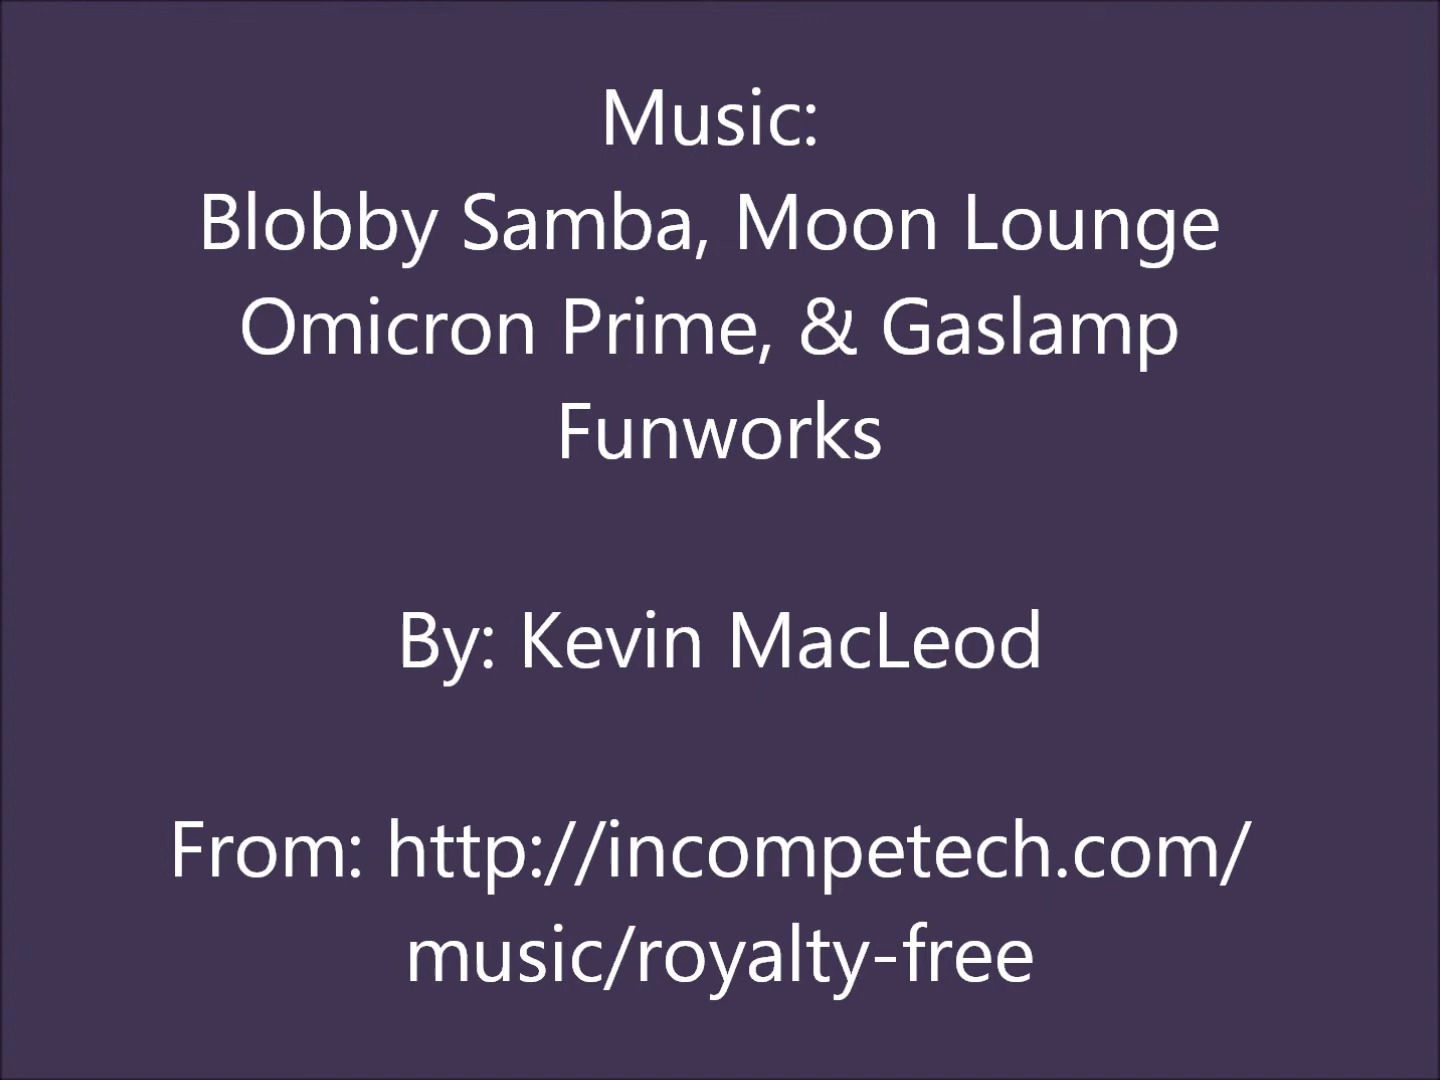 Music:
Blobby Samba, Moon Lounge
Omicron Prime, & Gaslamp
Funworks
By: Kevin MacLeod
From: http://incompetech.com/
music/royalty-free